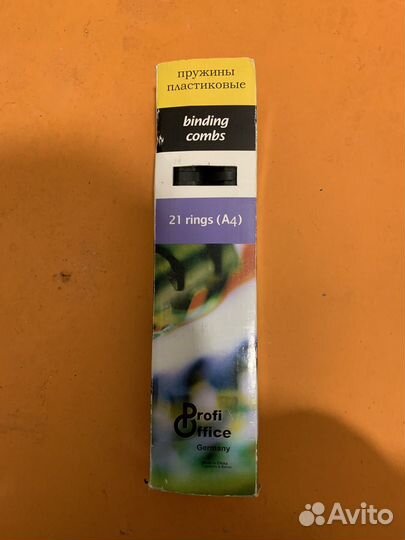 пружины
пластиковые
binding
combs
21 rings (A4)
Profi
Office
Germany
Avito